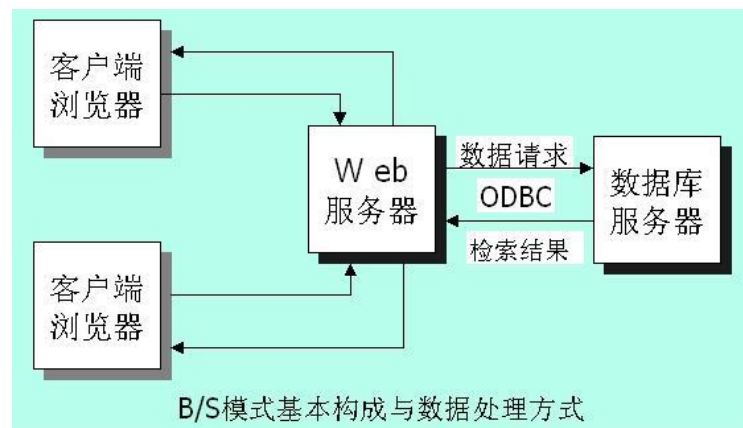 客户端
浏览器
W eb
服务器
数据请求
ODBC
检索结果
数据库
服务器
客户端
浏览器
B/S模式基本构成与数据处理方式